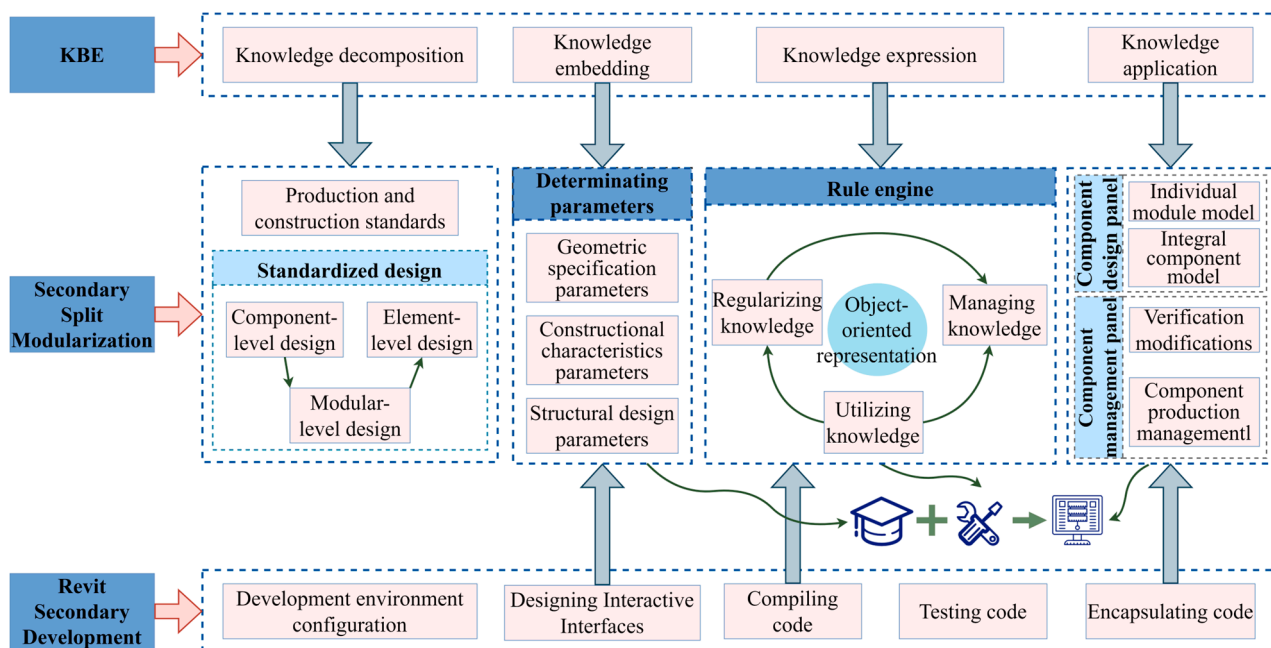 KBE
Knowledge decomposition
Knowledge
embedding
Knowledge expression
Knowledge
application
Secondary
Split
Modularization
Production and
construction standards
Standardized design
Component-
level design
Element-
level design
Modular-
level design
Determinating
parameters
Geometric
specification
parameters
Constructional
characteristics
parameters
Structural design
parameters
Rule engine
Regularizing
knowledge
Object-
oriented
representation
Managing
knowledge
Utilizing
knowledge
Component
design panel
Individual
module model
Integral
component
model
Component
management panel
Verification
modifications
Component
production
managementl
Revit
Secondary
Development
Development environment
configuration
Designing Interactive
Interfaces
Compiling
code
Testing code
Encapsulating code